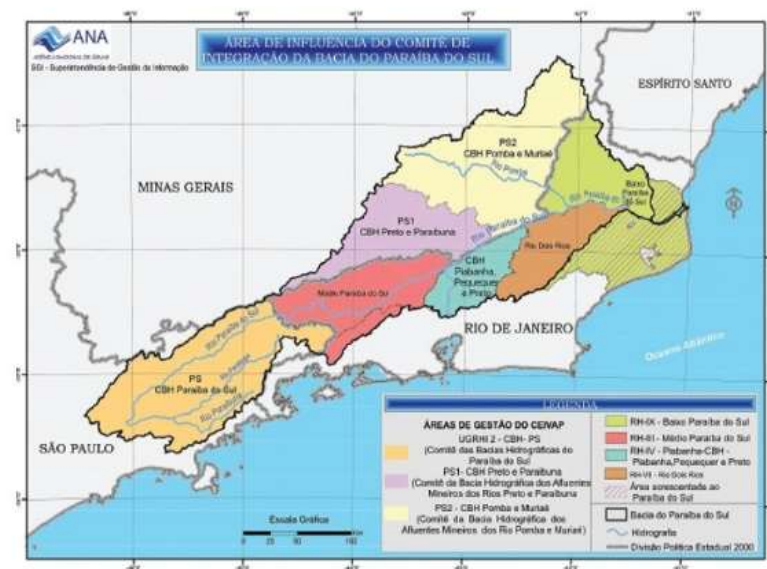 ANA
AGÊNCIA NACIONAL DE ÁGUAS
SGI - Superintendência de Gestão da Informação
ÁREA DE INFLUÊNCIA DO COMITÊ DE
INTEGRAÇÃO DA BACIA DO PARAÍBA DO SUL
ESPÍRITO SANTO
MINAS GERAIS
PS2
CBH Pomba e Muriaé
Rio Pomba
Baixo
Paraíba
do Sul
Rio Paraíba do Sul
PS1
CBH Preto e Paraibuna
Rio Paraíba do Sul
Rio Dois Rios
CBH
Piabanha,
Pequequer
e Preto
Médio Paraíba do Sul
RIO DE JANEIRO
Rio Paraíba do Sul
PS
CBH Paraíba do Sul
Oceano Atlântico
SÃO PAULO
N
LEGENDA
ÁREAS DE GESTÃO DO CEIVAP
UGRHI 2 - CBH- PS
(Comitê das Bacias Hidrográficas do
Paraíba do Sul)
PS1- CBH Preto e Paraibuna
(Comitê da Bacia Hidrográfica dos Afluentes
Mineiros dos Rios Preto e Paraibuna
PS2 - CBH Pomba e Muriaé
(Comitê da Bacia Hidrográfica dos
Afluentes Mineiros dos Rio Pomba e Muriaé)
RH-IX - Baixo Paraíba do Sul
RH-III - Médio Paraíba do Sul
RH-IV - Piabanha-CBH -
Piabanha,Pequequer e Preto
RH-VII - Rio Dois Rios
Área acrescentada ao
Paraíba do Sul
Bacia do Paraíba do Sul
Hidrografia
Divisão Política Estadual 2000
Escala Gráfica